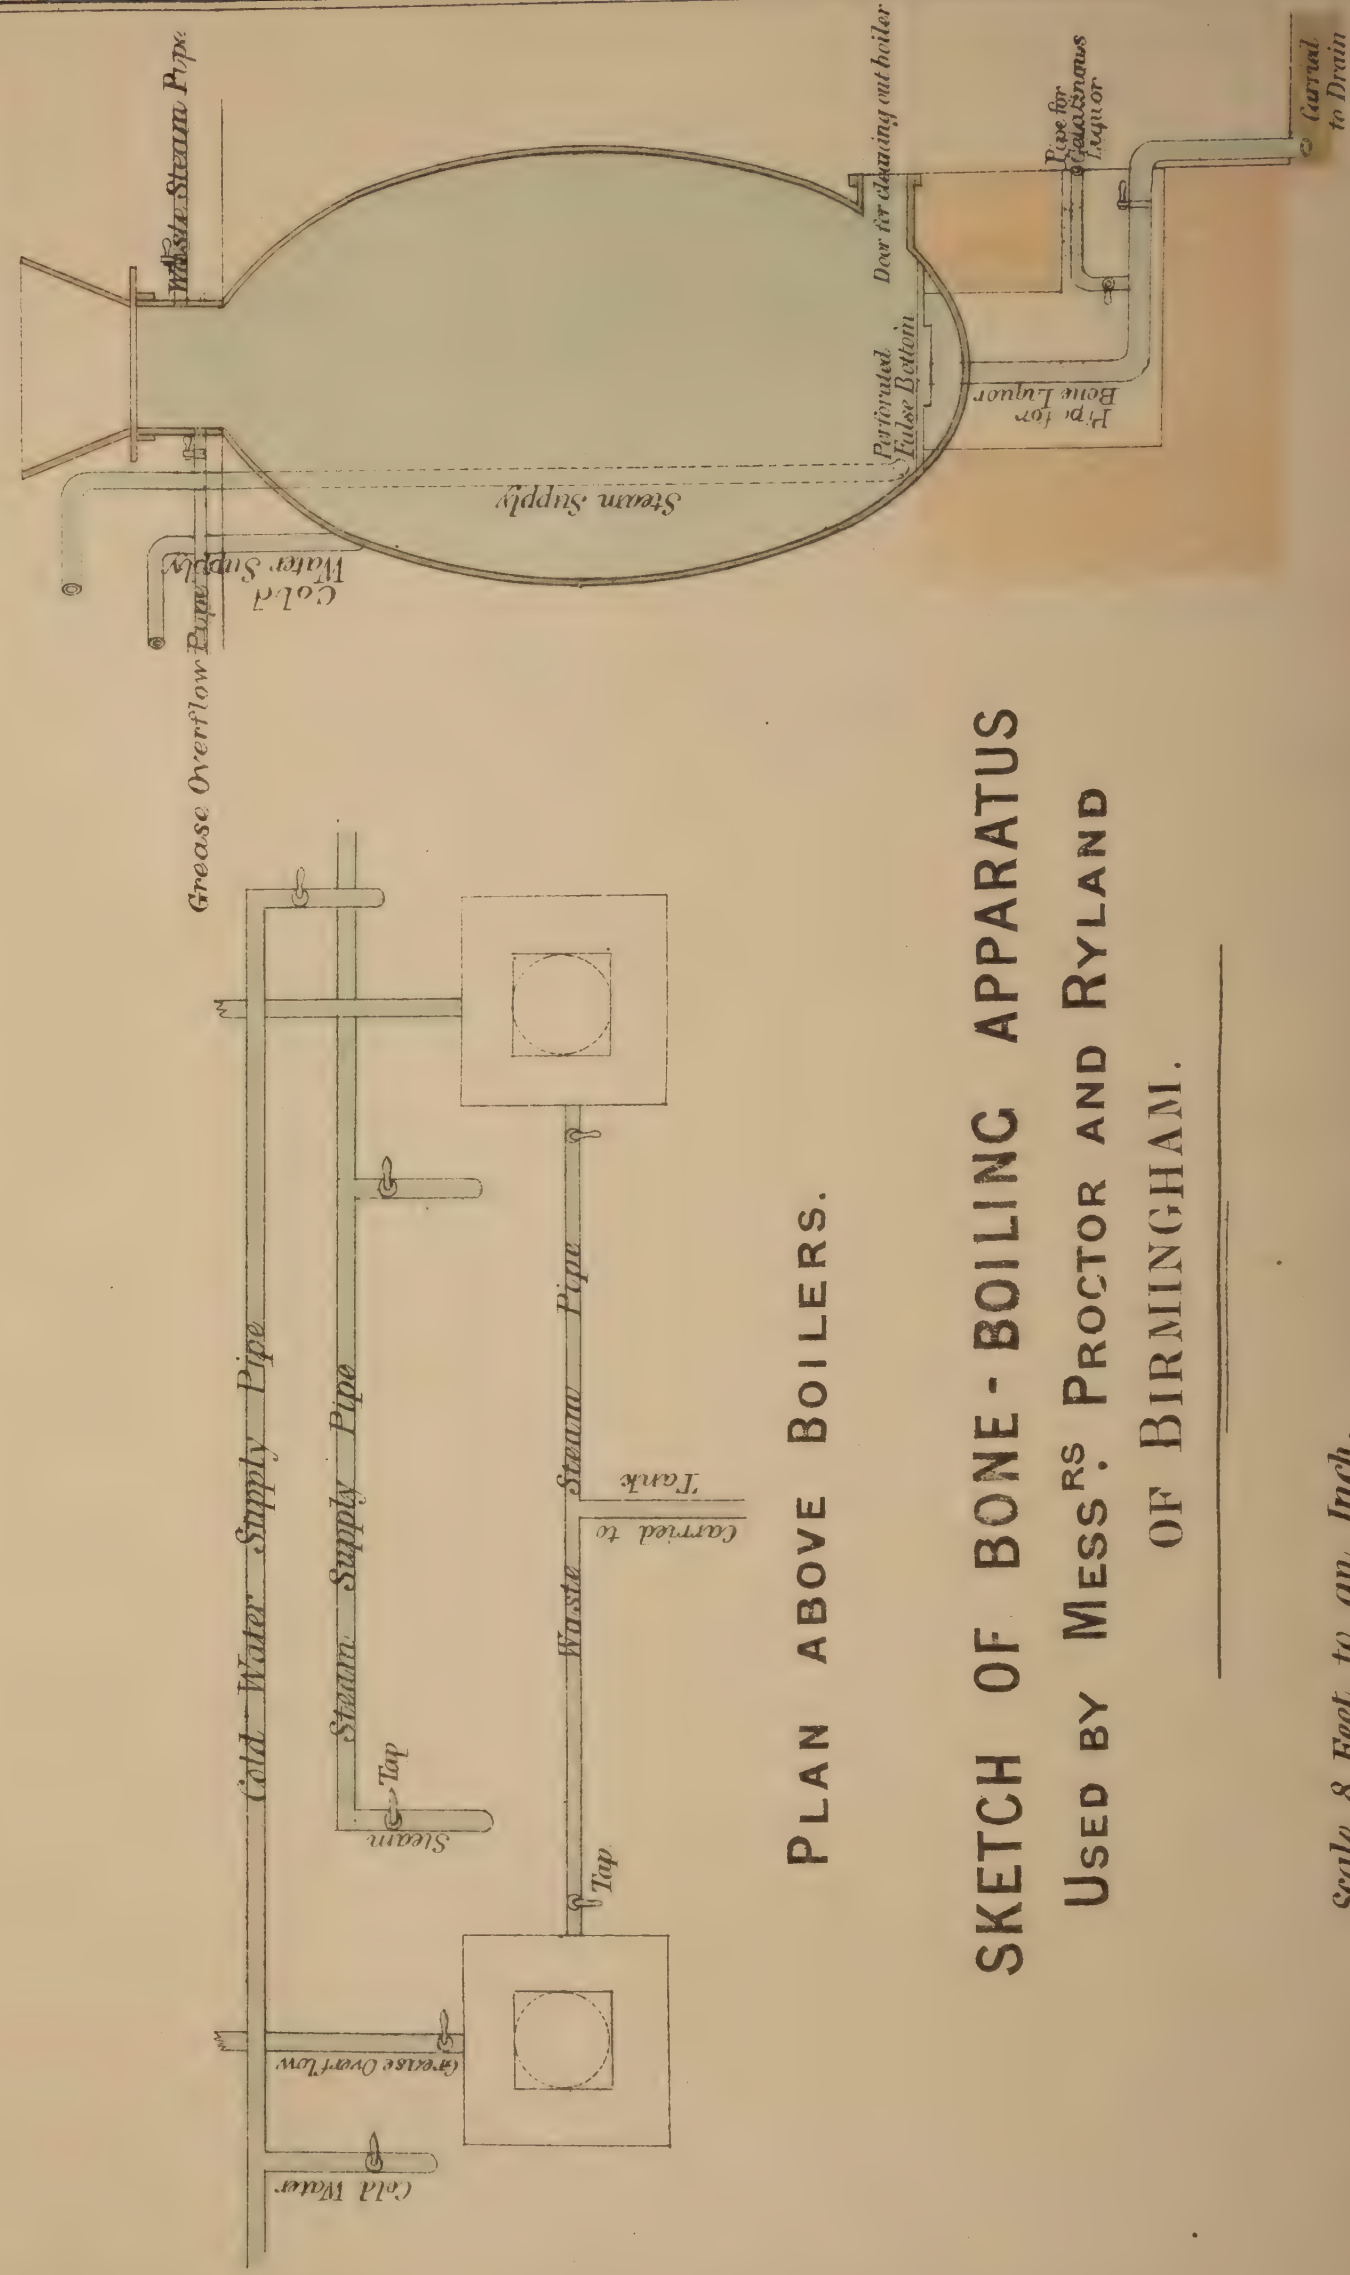 Waste Steam Pipe
Grease Overflow Pipe
Cold
Water Supply
Steam Supply
Perforated
False Bottom
Door for cleaning out boiler
Pipe for
Bone Liquor
Pipe for
Gelatinous
Liquor
Carried
to Drain
Cold Water Supply Pipe
Steam Supply Pipe
Cold Water
Grease Overflow
Steam
Tap
Tap
Waste Steam Pipe
Carried to
Tank
PLAN ABOVE BOILERS.
SKETCH OF BONE-BOILING APPARATUS
USED BY MESSRS. PROCTOR AND RYLAND
OF BIRMINGHAM.
Scale 8 Feet to an Inch.